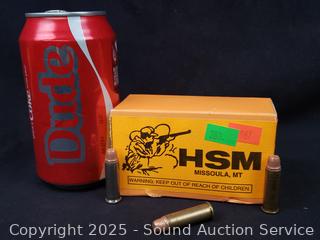 Dude
HSM
MISSOULA, MT
WARNING: KEEP OUT OF REACH OF CHILDREN.
Copyright 2025 - Sound Auction Service